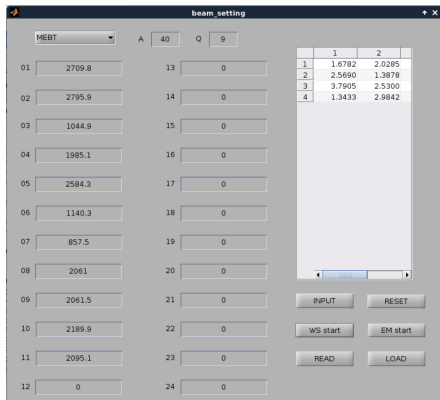 beam_setting
MEBT A 40 Q 9
01 2709.8 13 0
02 2795.9 14 0
03 1044.9 15 0
04 1985.1 16 0
05 2584.3 17 0
06 1140.3 18 0
07 857.5 19 0
08 2061 20 0
09 2061.5 21 0
10 2189.9 22 0
11 2095.1 23 0
12 0 24 0
1 2
1 1.6782 2.0285
2 2.5690 1.3878
3 3.7905 2.5300
4 1.3433 2.9842
INPUT RESET
WS start EM start
READ LOAD